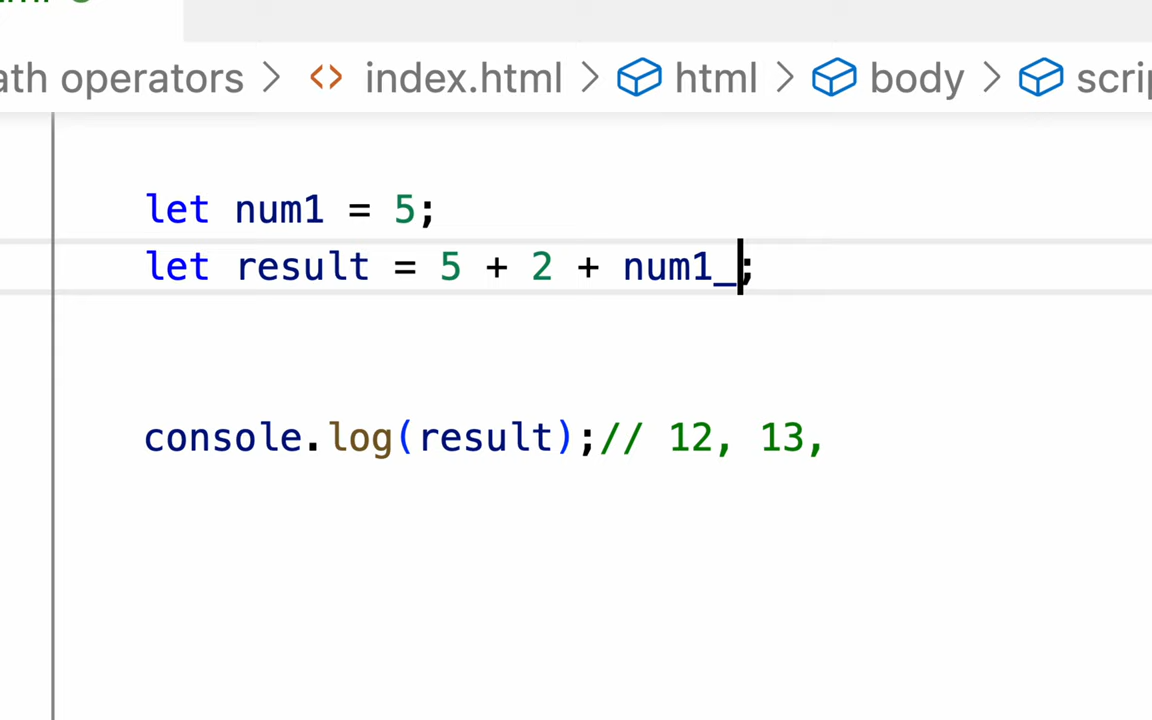 ath operators > <> index.html > html > body > scrip
let num1 = 5;
let result = 5 + 2 + num1_;
console.log(result);// 12, 13,